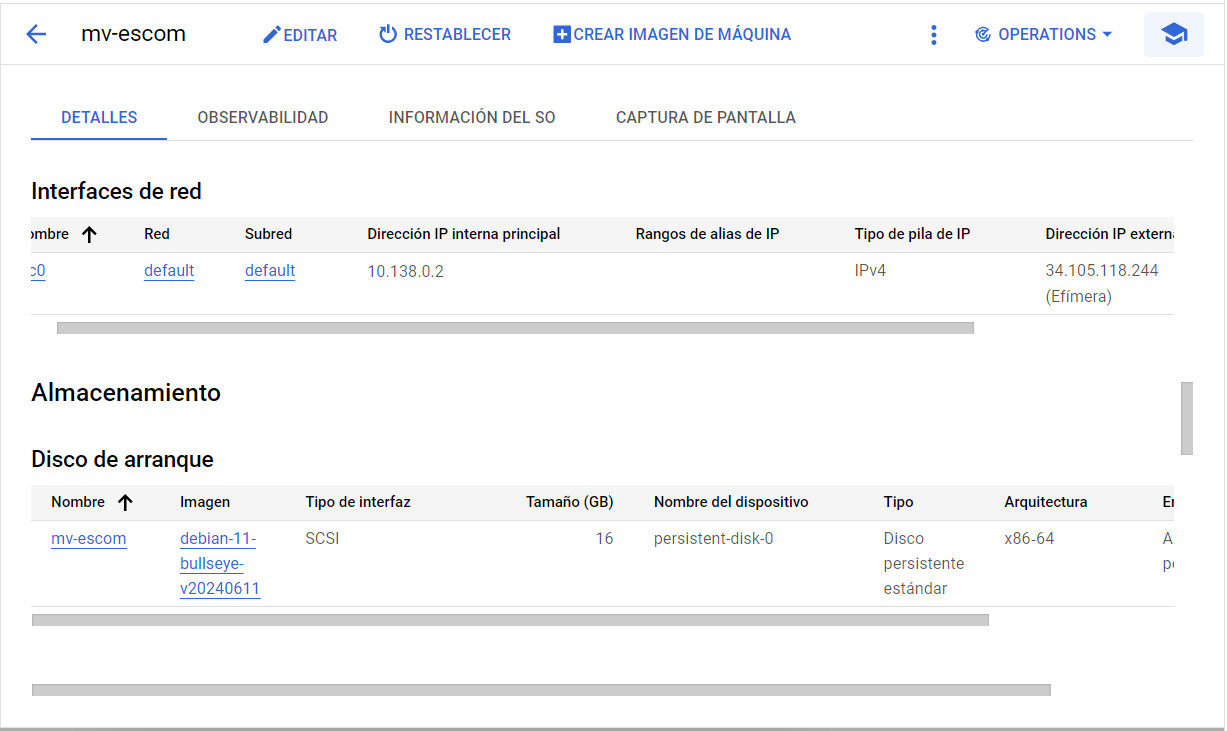 mv-escom EDITAR RESTABLECER CREAR IMAGEN DE MÁQUINA OPERATIONS
DETALLES OBSERVABILIDAD INFORMACIÓN DEL SO CAPTURA DE PANTALLA
Interfaces de red
ombre Red Subred Dirección IP interna principal Rangos de alias de IP Tipo de pila de IP Dirección IP externa
c0 default default 10.138.0.2 IPv4 34.105.118.244
(Efímera)
Almacenamiento
Disco de arranque
Nombre Imagen Tipo de interfaz Tamaño (GB) Nombre del dispositivo Tipo Arquitectura
mv-escom debian-11- SCSI 16 persistent-disk-0 Disco x86-64 A
bullseye- persistente
v20240611 estándar